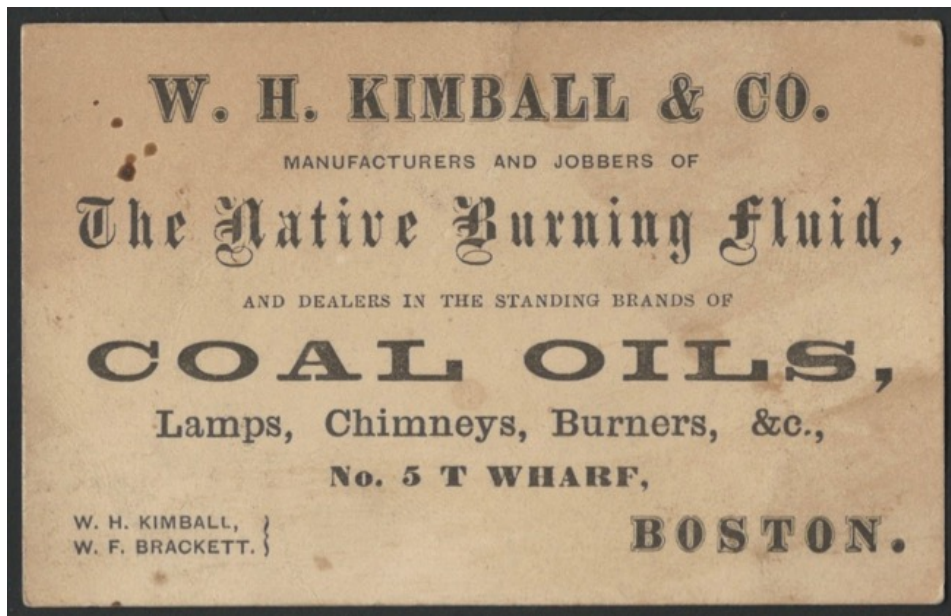 W. H. KIMBALL & CO.
MANUFACTURERS AND JOBBERS OF
The Native Burning Fluid,
AND DEALERS IN THE STANDING BRANDS OF
COAL OILS,
Lamps, Chimneys, Burners, &c.,
No. 5 T WHARF,
W. H. KIMBALL,
W. F. BRACKETT.
BOSTON.